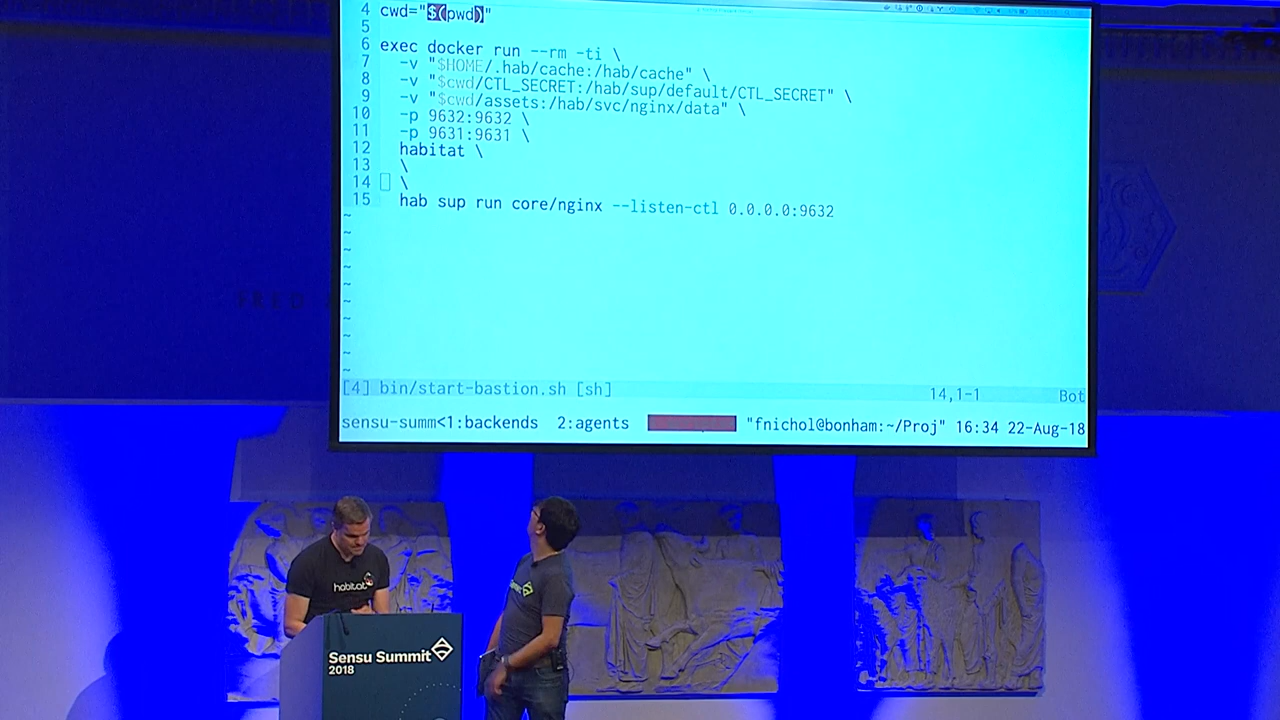 4 cwd="$(pwd)"
5
6 exec docker run --rm -ti \
7 -v "$HOME/.hab/cache:/hab/cache" \
8 -v "$cwd/CTL_SECRET:/hab/sup/default/CTL_SECRET" \
9 -v "$cwd/assets:/hab/svc/nginx/data" \
10 -p 9632:9632 \
11 -p 9631:9631 \
12 habitat \
13 \
14 \
15 hab sup run core/nginx --listen-ctl 0.0.0.0:9632
~
~
~
~
~
~
~
~
~
[4] bin/start-bastion.sh [sh] 14,1-1 Bot
sensu-summ<1:backends 2:agents "fnichol@bonham:~/Proj" 16:34 22-Aug-18
FRED
habitat
Sensu Summit
2018